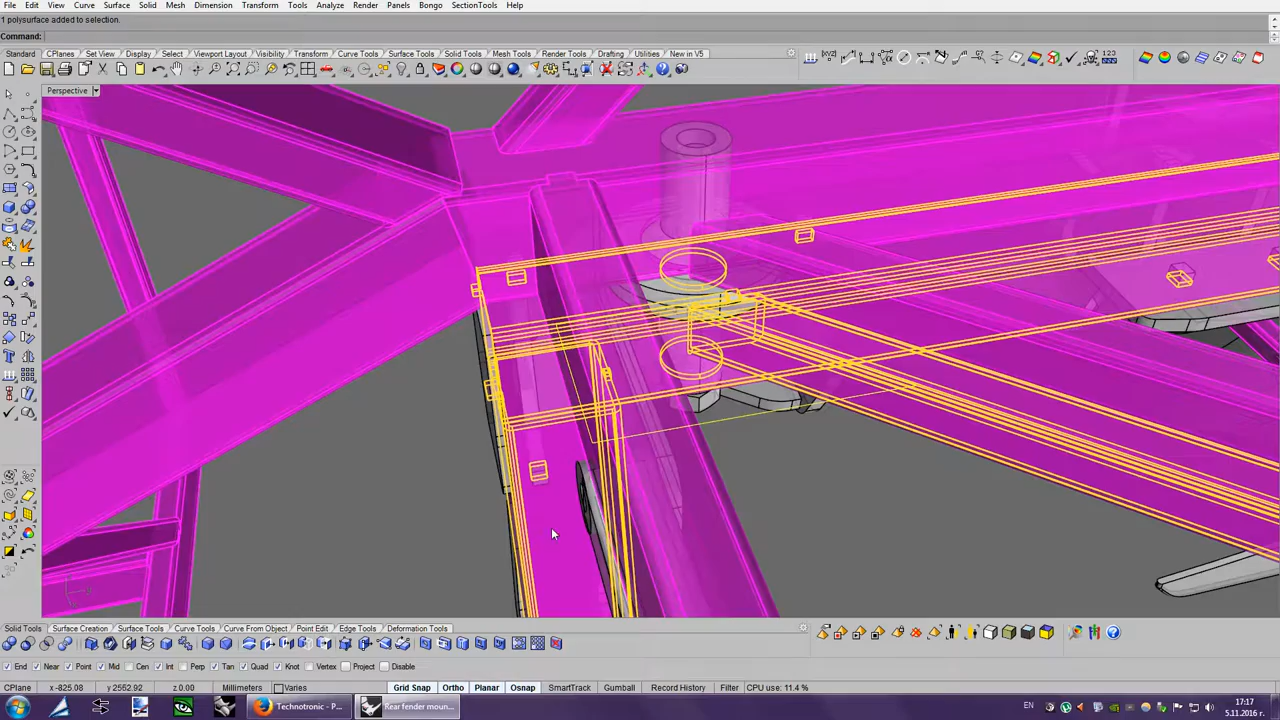 File Edit View Curve Surface Solid Mesh Dimension Transform Tools Analyze Render Panels Bongo SectionTools Help
1 polysurface added to selection.
Command:
Standard CPlanes Set View Display Select Viewport Layout Visibility Transform Curve Tools Surface Tools Solid Tools Mesh Tools Render Tools Drafting Utilities New in V5
Perspective
Solid Tools Surface Creation Surface Tools Curve Tools Curve From Object Point Edit Edge Tools Deformation Tools
End Near Point Mid Cen Int Perp Tan Quad Knot Vertex Project Disable
CPlane x -825.08 y 2562.92 z 0.00 Millimeters Varies Grid Snap Ortho Planar Osnap SmartTrack Gumball Record History Filter CPU use: 11.4 %
Technotronic - P... Rear fender moun... EN 17:17
5.11.2016 г.